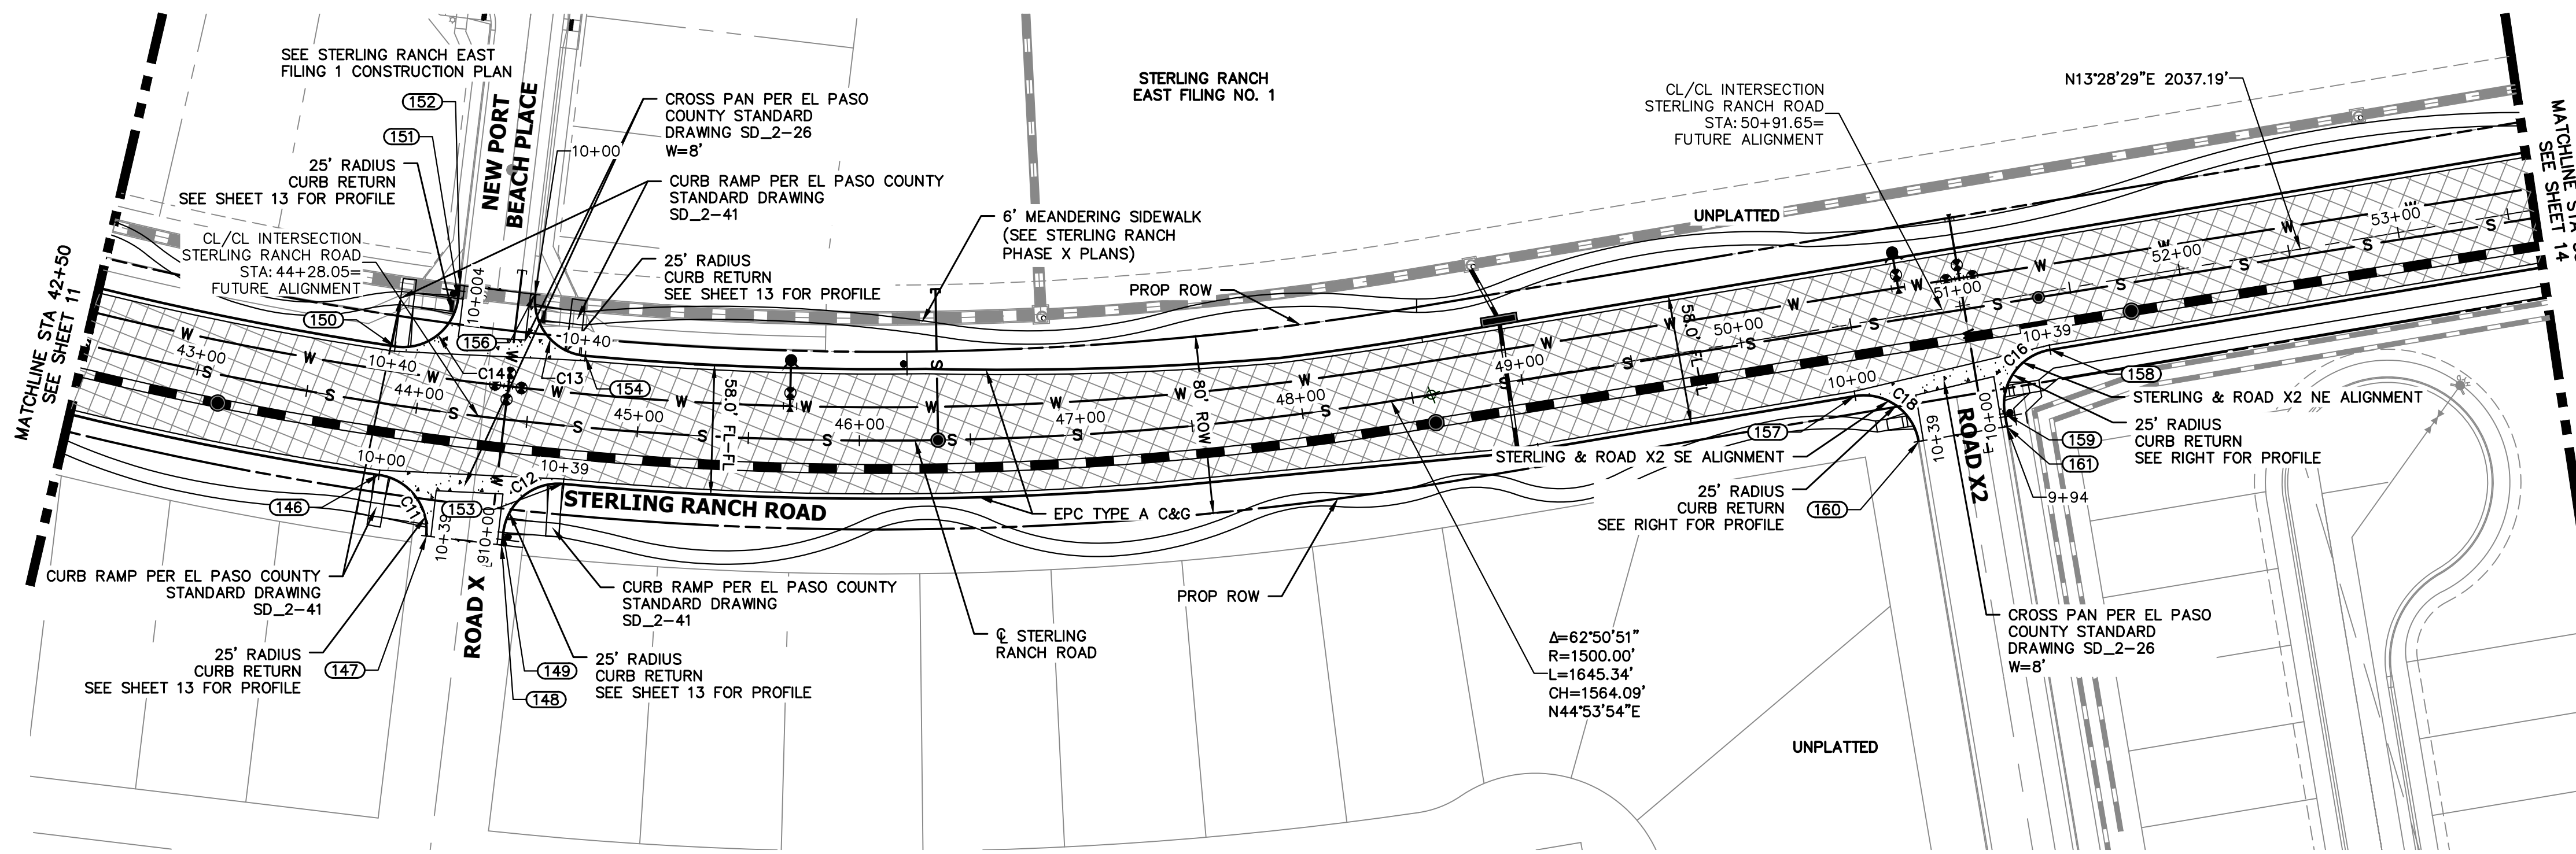 SEE STERLING RANCH EAST
FILING 1 CONSTRUCTION PLAN
152
151
25' RADIUS
CURB RETURN
SEE SHEET 13 FOR PROFILE
CL/CL INTERSECTION
STERLING RANCH ROAD
STA: 44+28.05=
FUTURE ALIGNMENT
150
MATCHLINE STA 42+50
SEE SHEET 11
NEW PORT
BEACH PLACE
CROSS PAN PER EL PASO
COUNTY STANDARD
DRAWING SD_2-26
W=8'
10+00
CURB RAMP PER EL PASO COUNTY
STANDARD DRAWING
SD_2-41
25' RADIUS
CURB RETURN
SEE SHEET 13 FOR PROFILE
6' MEANDERING SIDEWALK
(SEE STERLING RANCH
PHASE X PLANS)
STERLING RANCH
EAST FILING NO. 1
PROP ROW
UNPLATTED
CL/CL INTERSECTION
STERLING RANCH ROAD
STA: 50+91.65=
FUTURE ALIGNMENT
N13°28'29"E 2037.19'
SEE SHEET 14
10+04
156
10+40
10+40
C14
C13
154
43+00
44+00
45+00
46+00
47+00
48+00
49+00
50+00
51+00
52+00
53+00
W
S
58.0' FL-FL
80' ROW
58.0' FL-FL
10+00
10+39
C11
C12
153
10+39
146
STERLING RANCH ROAD
EPC TYPE A C&G
ROAD X
CURB RAMP PER EL PASO COUNTY
STANDARD DRAWING
SD_2-41
25' RADIUS
CURB RETURN
SEE SHEET 13 FOR PROFILE
147
CURB RAMP PER EL PASO COUNTY
STANDARD DRAWING
SD_2-41
149
148
25' RADIUS
CURB RETURN
SEE SHEET 13 FOR PROFILE
℄ STERLING
RANCH ROAD
PROP ROW
Δ=62°50'51"
R=1500.00'
L=1645.34'
CH=1564.09'
N44°53'54"E
STERLING & ROAD X2 SE ALIGNMENT
157
10+00
C18
10+39
25' RADIUS
CURB RETURN
SEE RIGHT FOR PROFILE
160
ROAD X2
10+00
10+39
C16
158
STERLING & ROAD X2 NE ALIGNMENT
159
161
25' RADIUS
CURB RETURN
SEE RIGHT FOR PROFILE
9+94
CROSS PAN PER EL PASO
COUNTY STANDARD
DRAWING SD_2-26
W=8'
UNPLATTED